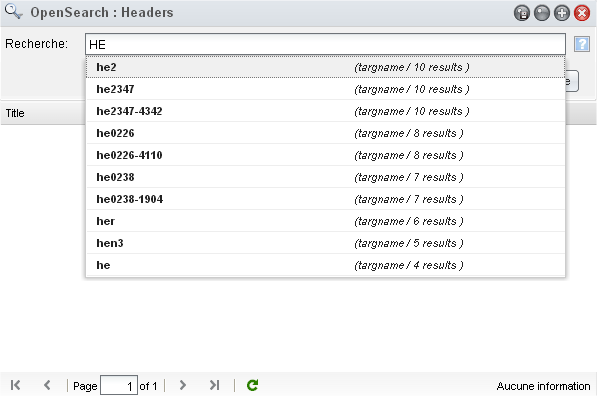 OpenSearch : Headers
Recherche: HE
he2 (targname / 10 results )
he2347 (targname / 10 results )
he2347-4342 (targname / 10 results )
he0226 (targname / 8 results )
he0226-4110 (targname / 8 results )
he0238 (targname / 7 results )
he0238-1904 (targname / 7 results )
her (targname / 6 results )
hen3 (targname / 5 results )
he (targname / 4 results )
Title
Page 1 of 1 Aucune information